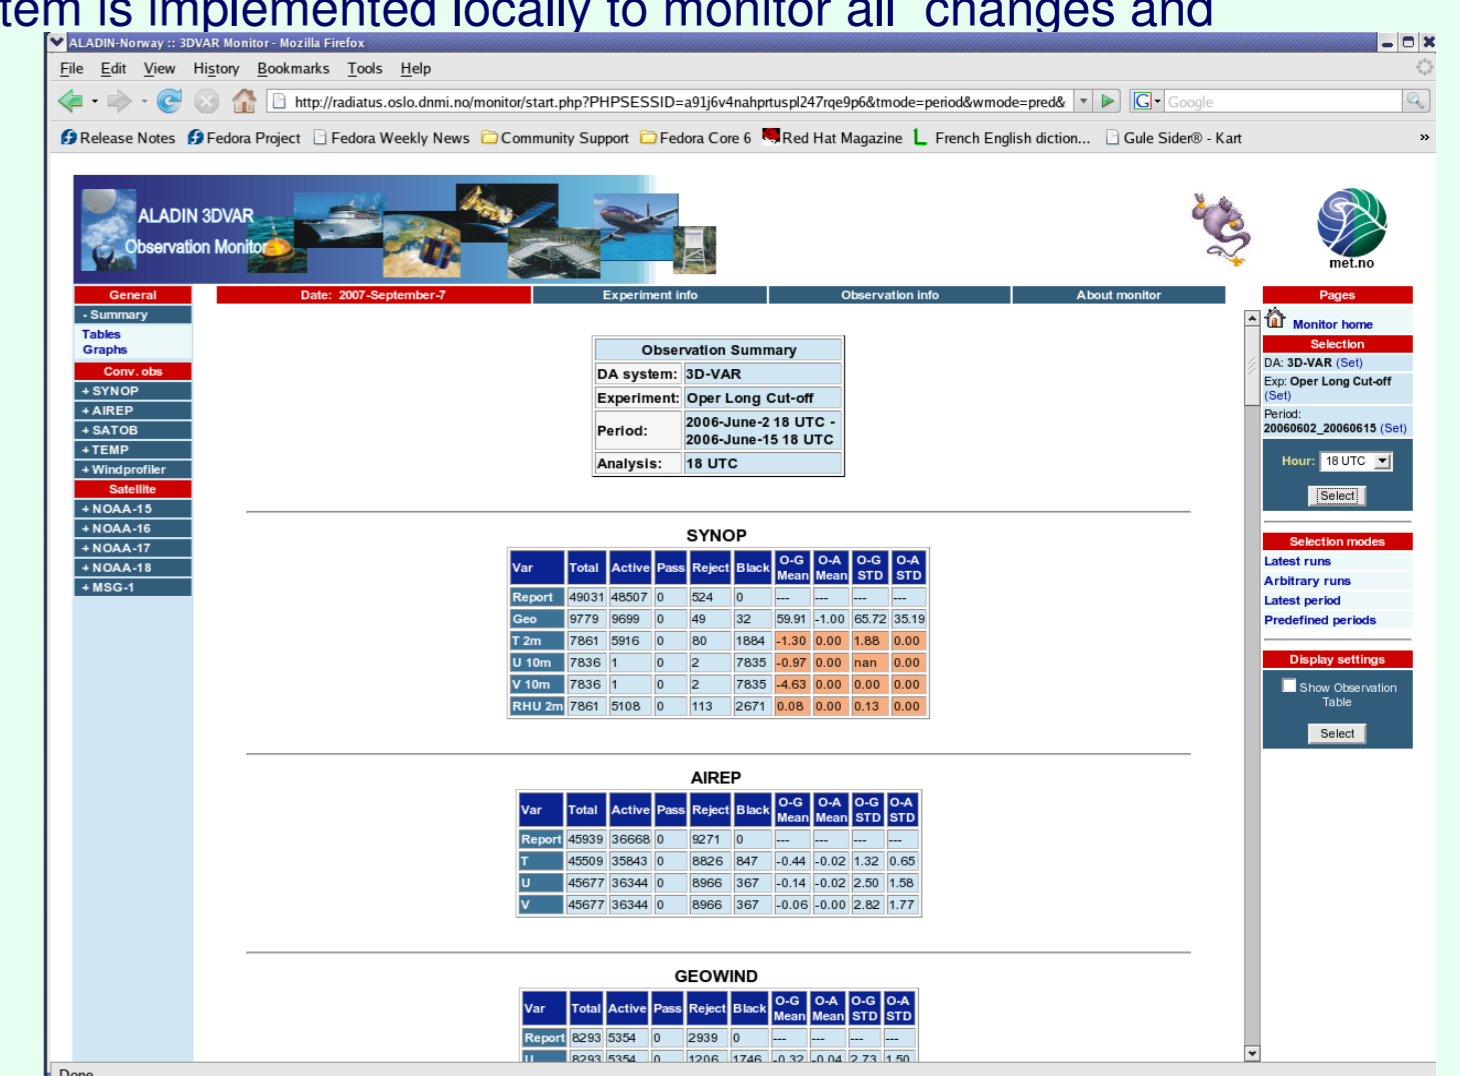 tem is implemented locally to monitor all changes and
ALADIN-Norway :: 3DVAR Monitor - Mozilla Firefox
File Edit View History Bookmarks Tools Help
http://radiatus.oslo.dnmi.no/monitor/start.php?PHPSESSID=a91j6v4nahprtuspl247rqe9p6&tmode=period&wmode=pred& G Google
Release Notes Fedora Project Fedora Weekly News Community Support Fedora Core 6 Red Hat Magazine French English diction... Gule Sider® - Kart »
ALADIN 3DVAR
Observation Monitor
met.no
General Date: 2007-September-7 Experiment info Observation info About monitor Pages
- Summary
Tables
Graphs
Conv. obs
+ SYNOP
+ AIREP
+ SATOB
+ TEMP
+ Windprofiler
Satellite
+ NOAA-15
+ NOAA-16
+ NOAA-17
+ NOAA-18
+ MSG-1
Observation Summary
DA system: 3D-VAR
Experiment: Oper Long Cut-off
Period: 2006-June-2 18 UTC -
2006-June-15 18 UTC
Analysis: 18 UTC
SYNOP
Var Total Active Pass Reject Black O-G Mean O-A Mean O-G STD O-A STD
Report 49031 48507 0 524 0 --- --- --- ---
Geo 9779 9699 0 49 32 59.91 -1.00 65.72 35.19
T 2m 7861 5916 0 80 1884 -1.30 0.00 1.88 0.00
U 10m 7836 1 0 2 7835 -0.97 0.00 nan 0.00
V 10m 7836 1 0 2 7835 -4.63 0.00 0.00 0.00
RHU 2m 7861 5108 0 113 2671 0.08 0.00 0.13 0.00
AIREP
Var Total Active Pass Reject Black O-G Mean O-A Mean O-G STD O-A STD
Report 45939 36668 0 9271 0 --- --- --- ---
T 45509 35843 0 8826 847 -0.44 -0.02 1.32 0.65
U 45677 36344 0 8966 367 -0.14 -0.02 2.50 1.58
V 45677 36344 0 8966 367 -0.06 -0.00 2.82 1.77
GEOWIND
Var Total Active Pass Reject Black O-G Mean O-A Mean O-G STD O-A STD
Report 8293 5354 0 2939 0 --- --- --- ---
U 8293 5354 0 1206 1746 -0.32 -0.04 2.73 1.50
Monitor home
Selection
DA: 3D-VAR (Set)
Exp: Oper Long Cut-off
(Set)
Period:
20060602_20060615 (Set)
Hour: 18 UTC
Select
Selection modes
Latest runs
Arbitrary runs
Latest period
Predefined periods
Display settings
Show Observation
Table
Select
Done